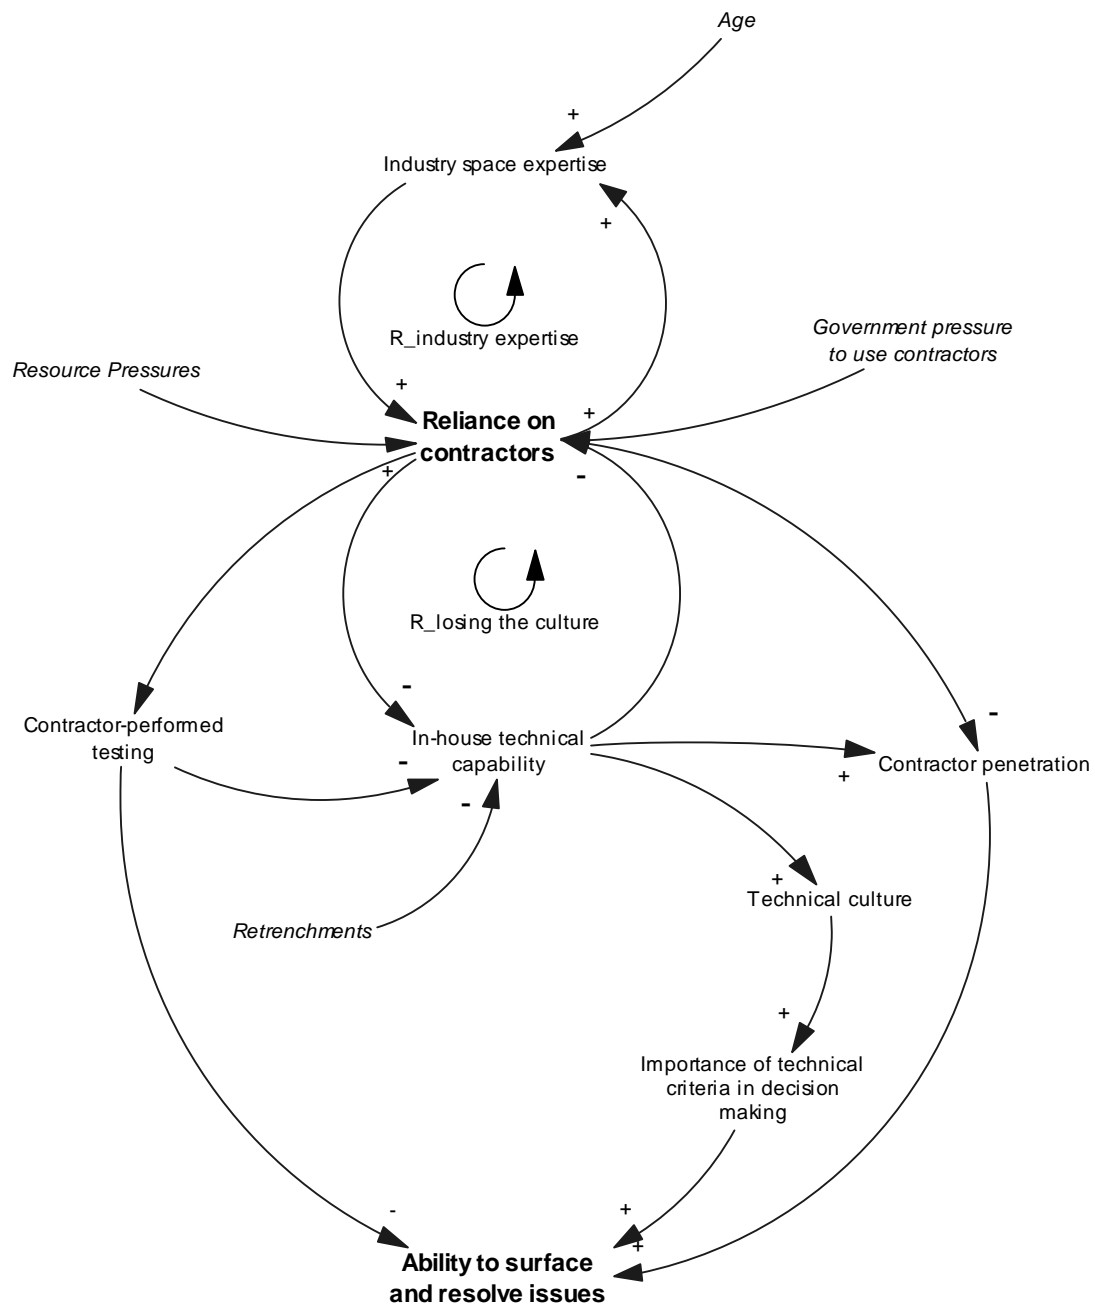 Age
+
Industry space expertise
+
R_industry expertise
Government pressure
to use contractors
Resource Pressures
+
+
Reliance on
contractors
+
-
R_losing the culture
-
-
Contractor-performed
testing
In-house technical
capability
-
-
+
Contractor penetration
+
Technical culture
Retrenchments
+
Importance of technical
criteria in decision
making
-
+
+
Ability to surface
and resolve issues